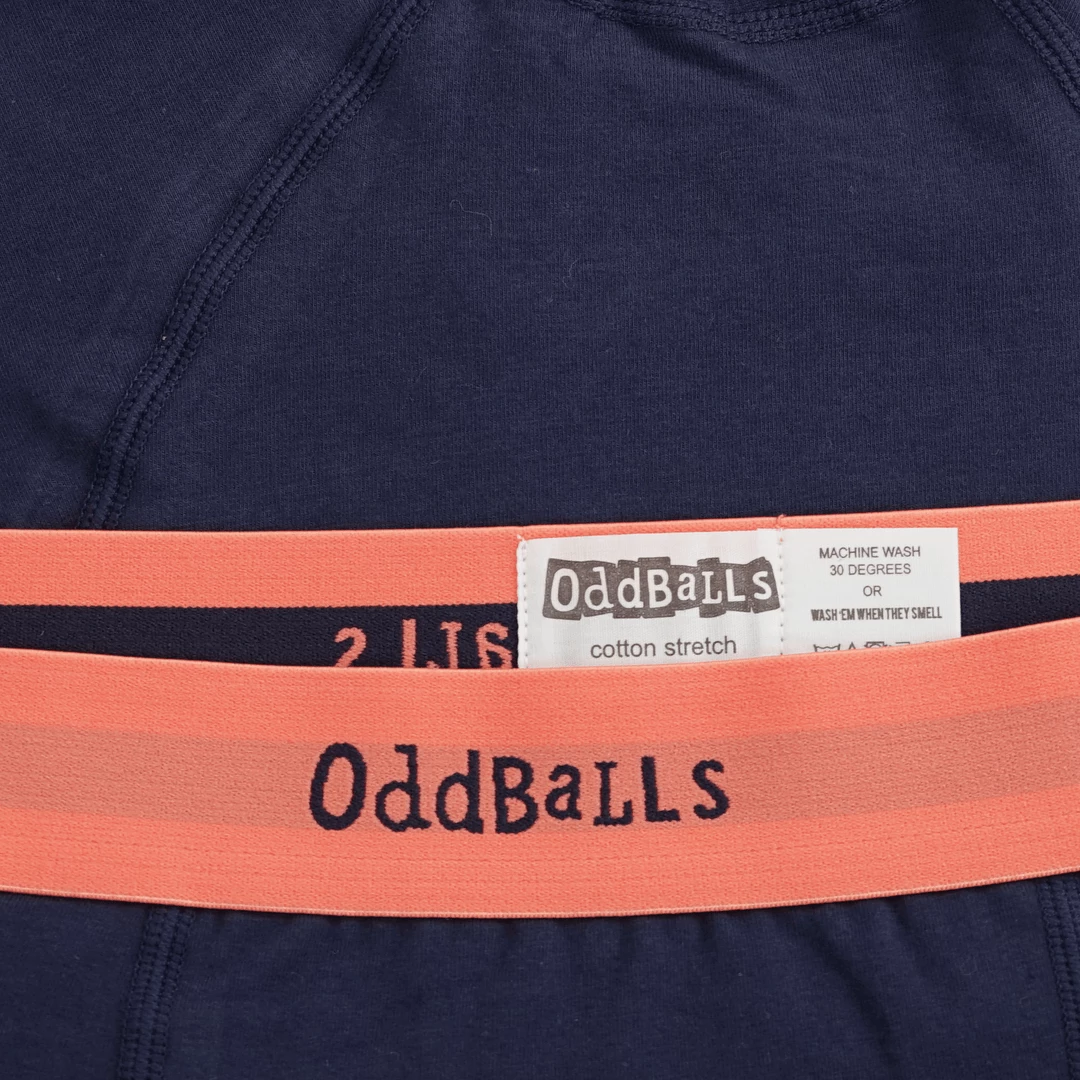 OddBaLLs
cotton stretch
MACHINE WASH
30 DEGREES
OR
WASH 'EM WHEN THEY SMELL
OddBaLLs